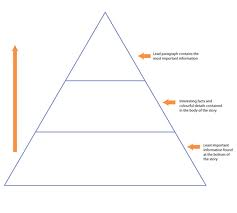 Lead paragraph contains the
most important information
Interesting facts and
colourful details contained
in the body of the story
Least important
information found
at the bottom of
the story